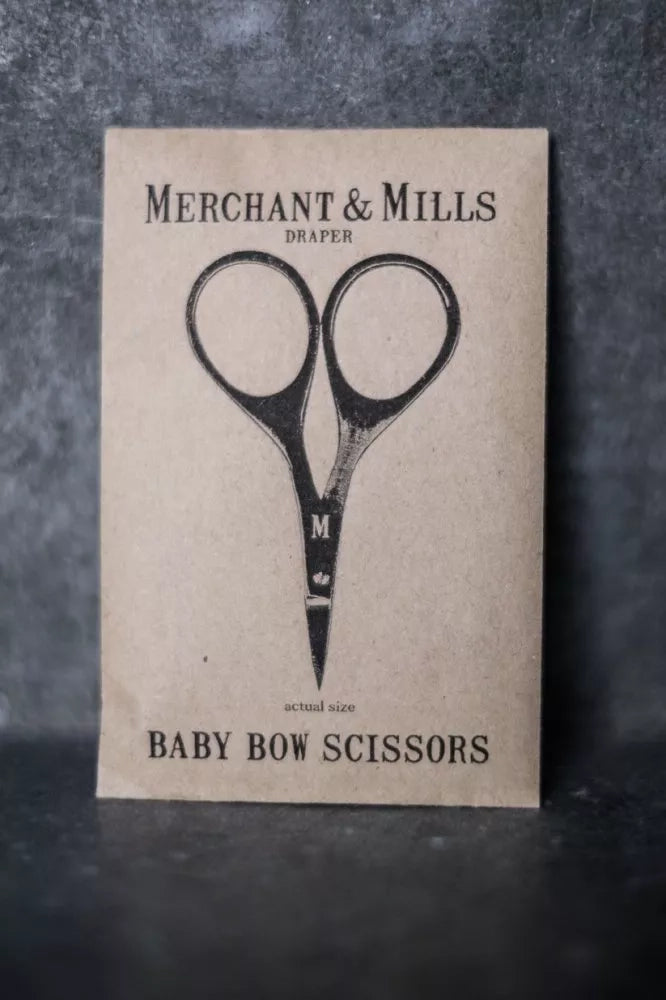 MERCHANT & MILLS
DRAPER
M
actual size
BABY BOW SCISSORS